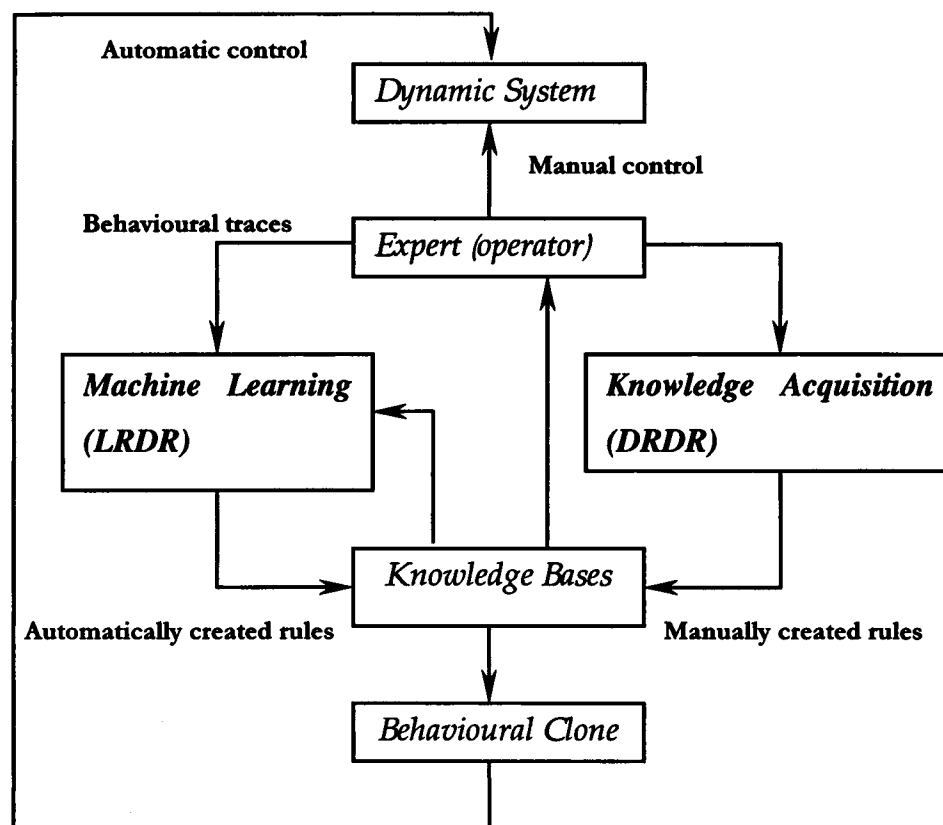 Automatic control
Dynamic System
Manual control
Behavioural traces
Expert (operator)
Machine Learning
(LRDR)
Knowledge Acquisition
(DRDR)
Knowledge Bases
Automatically created rules
Manually created rules
Behavioural Clone